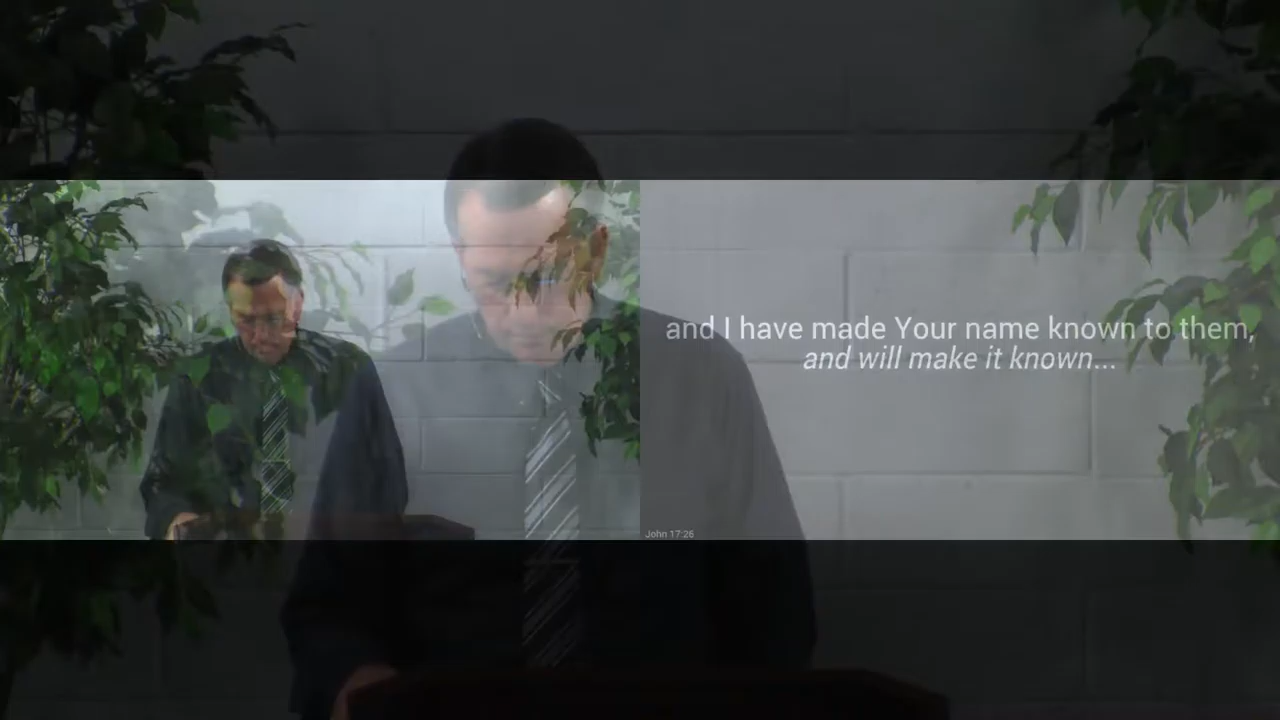 and I have made Your name known to them,
and will make it known...
John 17:26